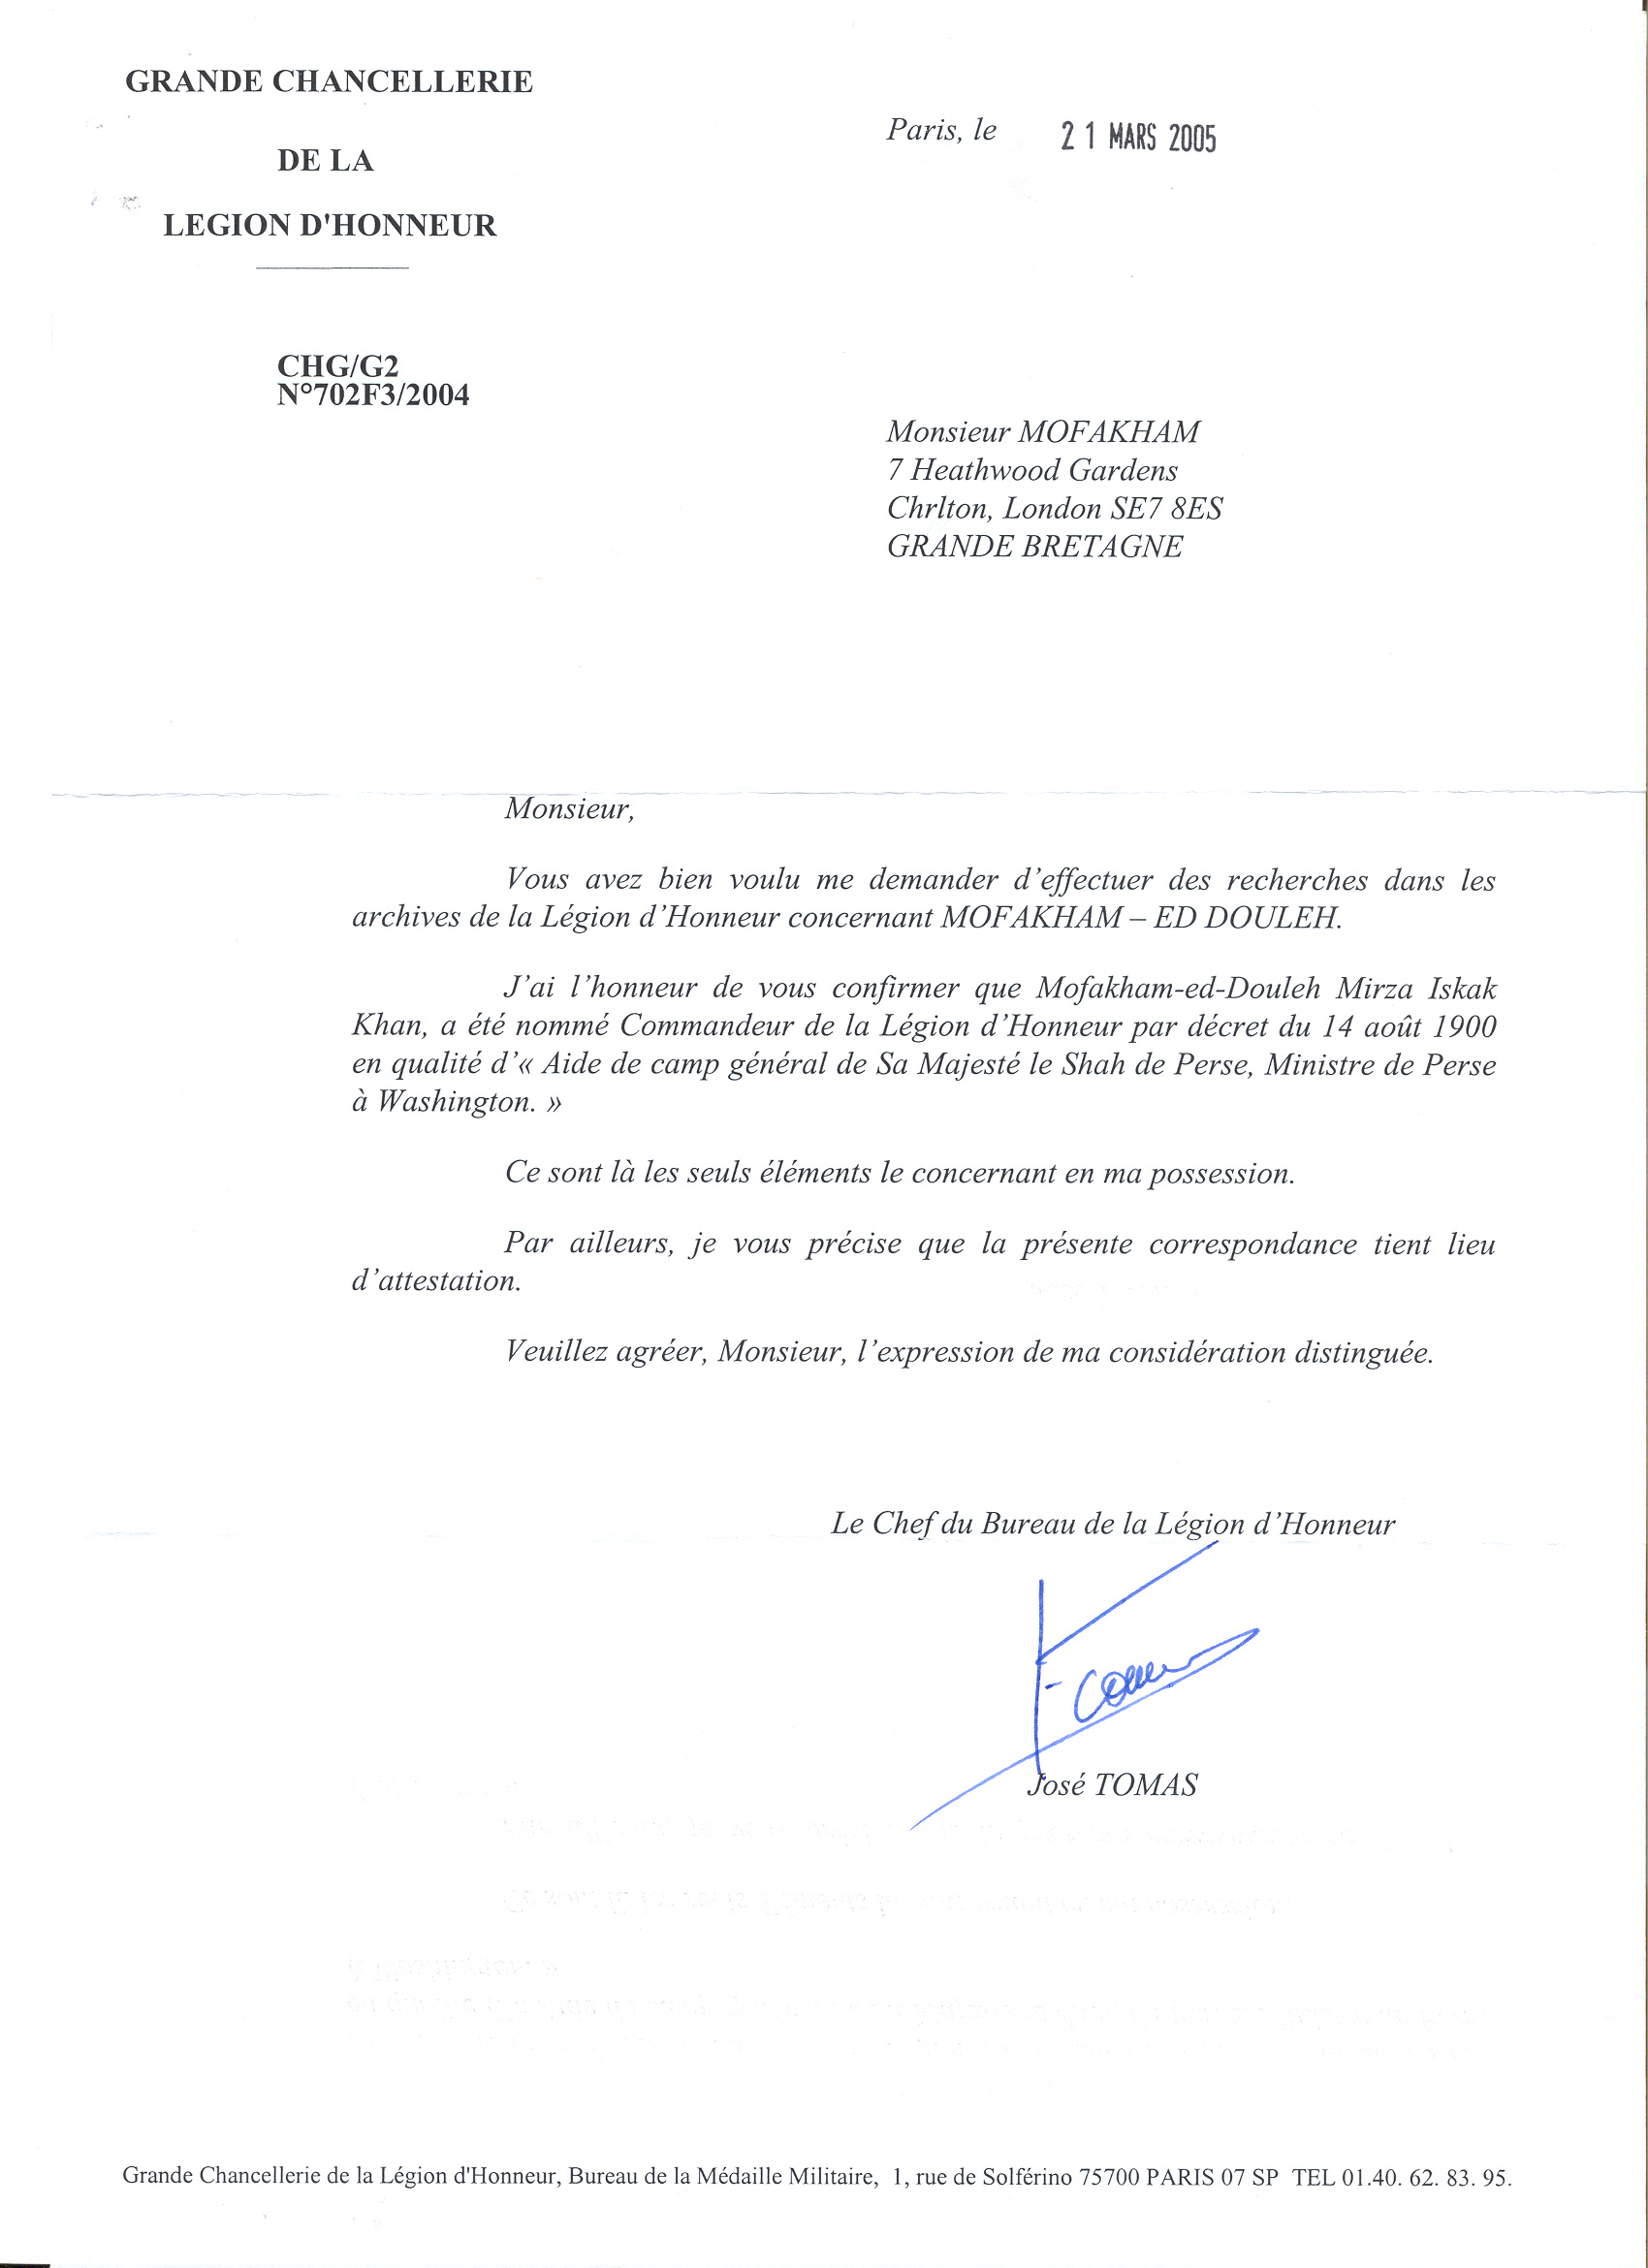 GRANDE CHANCELLERIE
DE LA
LEGION D'HONNEUR
Paris, le 21 MARS 2005
CHG/G2
N°702F3/2004
Monsieur MOFAKHAM
7 Heathwood Gardens
Chrlton, London SE7 8ES
GRANDE BRETAGNE
Monsieur,
Vous avez bien voulu me demander d’effectuer des recherches dans les
archives de la Légion d’Honneur concernant MOFAKHAM – ED DOULEH.
J’ai l’honneur de vous confirmer que Mofakham-ed-Douleh Mirza Iskak
Khan, a été nommé Commandeur de la Légion d’Honneur par décret du 14 août 1900
en qualité d’« Aide de camp général de Sa Majesté le Shah de Perse, Ministre de Perse
à Washington. »
Ce sont là les seuls éléments le concernant en ma possession.
Par ailleurs, je vous précise que la présente correspondance tient lieu
d’attestation.
Veuillez agréer, Monsieur, l’expression de ma considération distinguée.
Le Chef du Bureau de la Légion d’Honneur
José TOMAS
Grande Chancellerie de la Légion d'Honneur, Bureau de la Médaille Militaire, 1, rue de Solférino 75700 PARIS 07 SP TEL 01.40. 62. 83. 95.